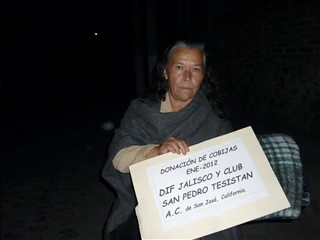 DONACIÓN DE COBIJAS
ENE-2012
DIF JALISCO Y CLUB
SAN PEDRO TESISTAN
A.C. de San José, California.